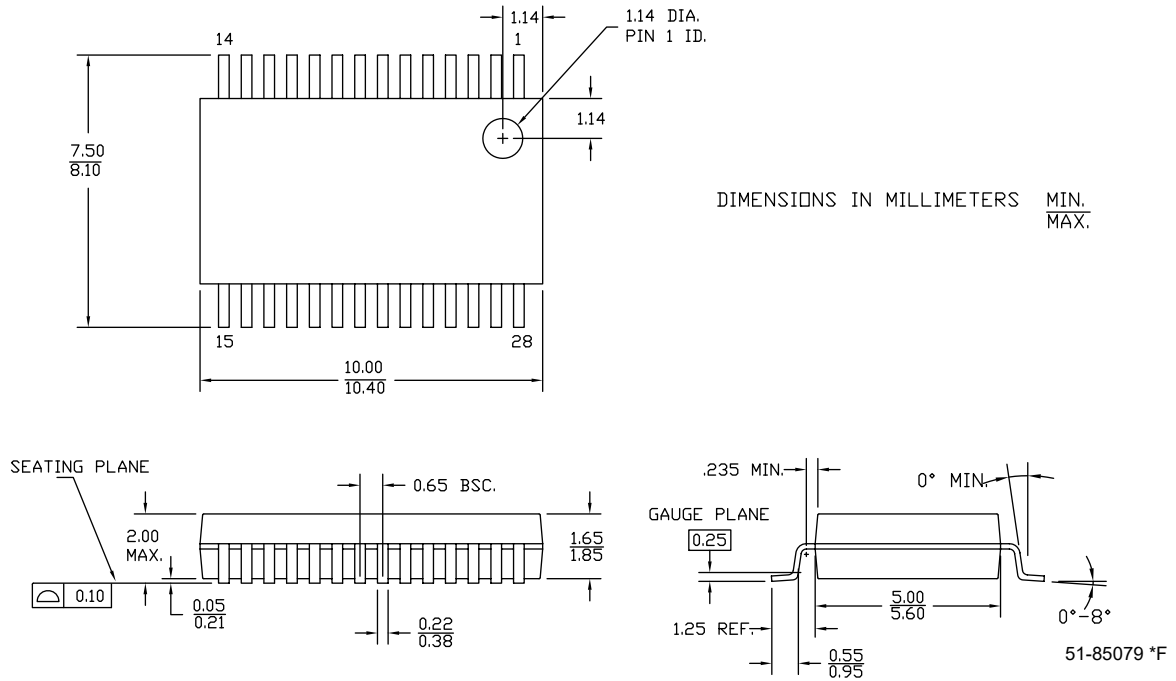 1.14
1.14 DIA.
PIN 1 ID.
14
1
1.14
7.50
8.10
DIMENSIONS IN MILLIMETERS MIN.
MAX.
15
28
10.00
10.40
SEATING PLANE
0.65 BSC.
2.00
MAX.
1.65
1.85
0.10
0.05
0.21
0.22
0.38
.235 MIN.
0° MIN.
GAUGE PLANE
0.25
5.00
5.60
0°-8°
1.25 REF.
0.55
0.95
51-85079 *F